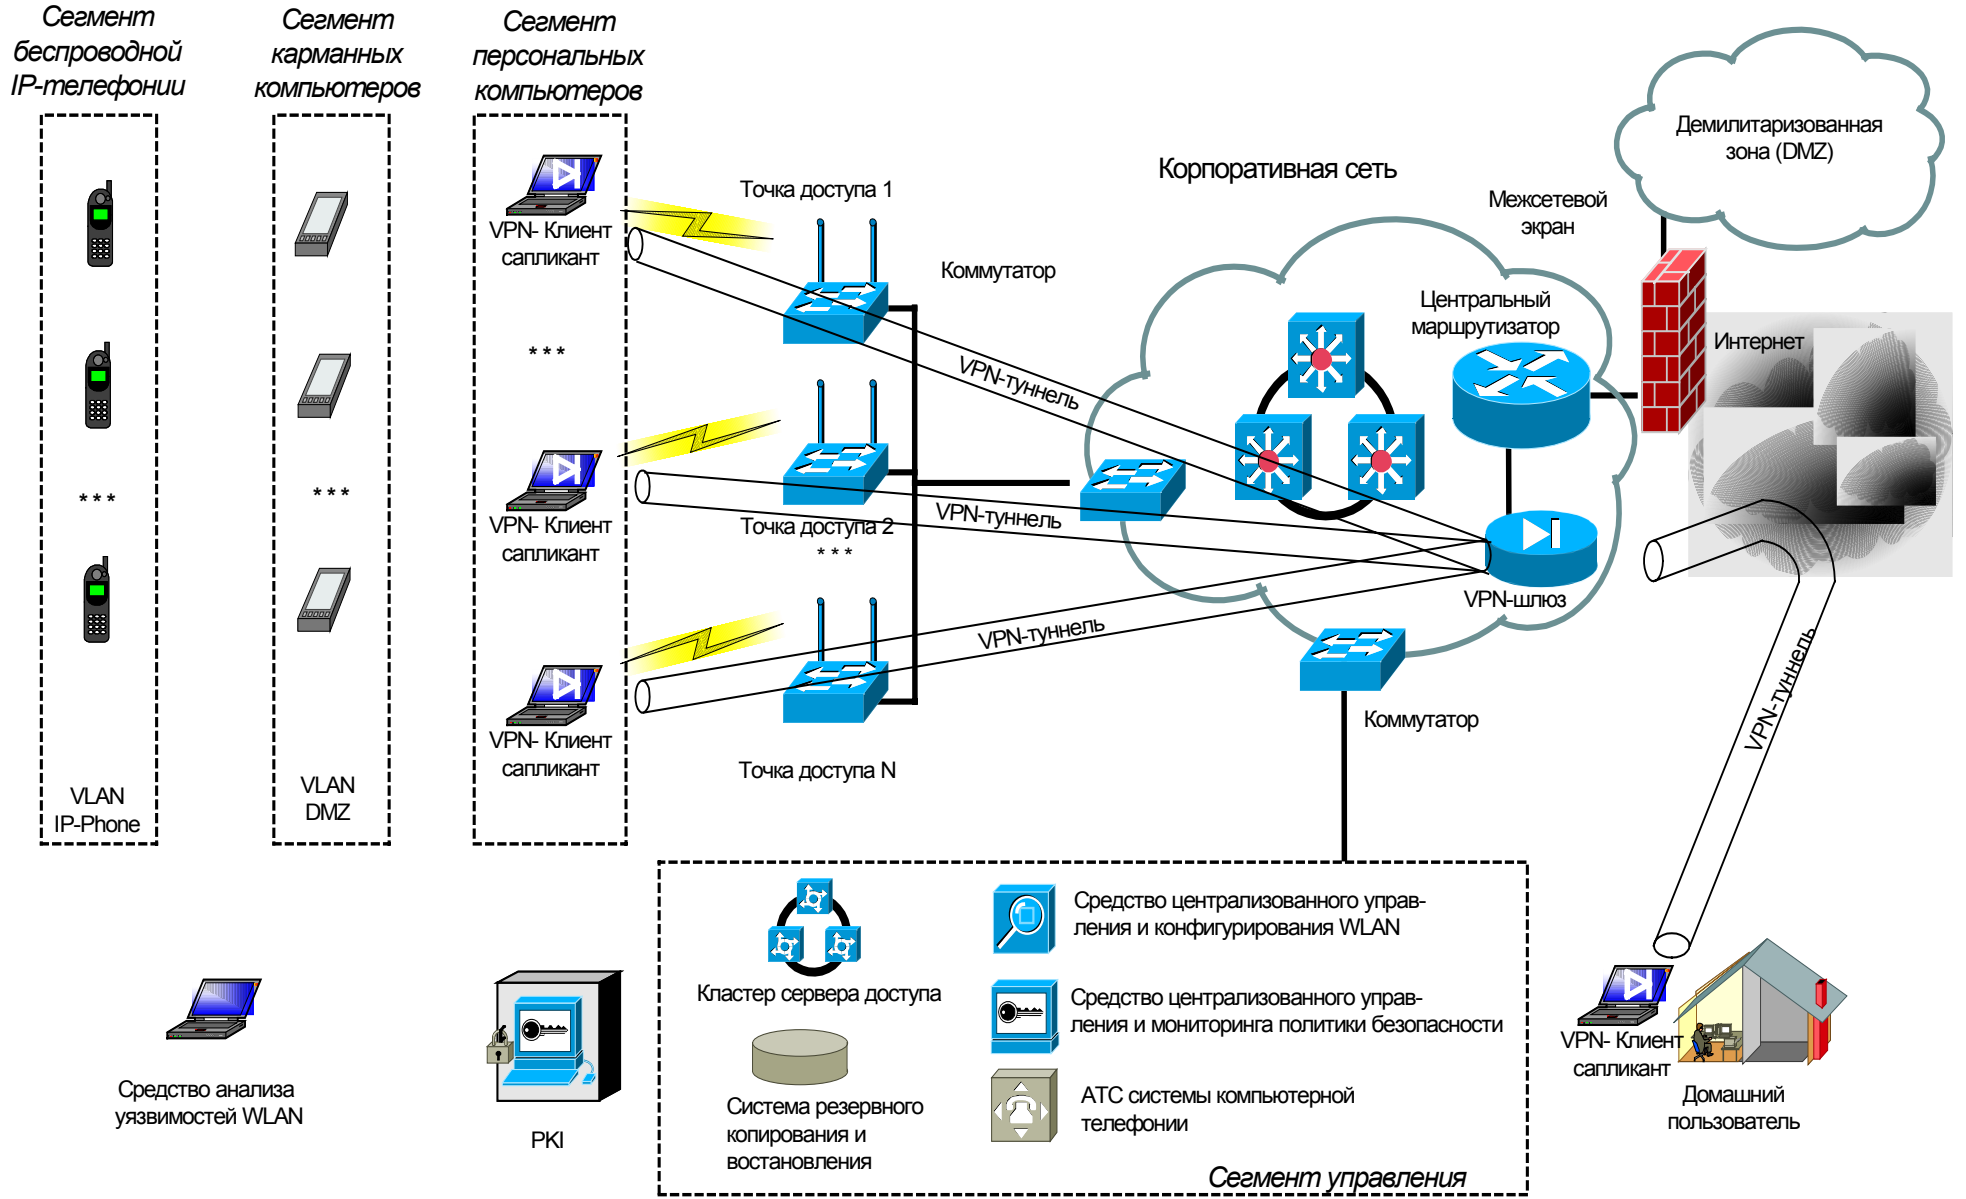 Сегмент
беспроводной
IP-телефонии
Сегмент
карманных
компьютеров
Сегмент
персональных
компьютеров
Демилитаризованная
зона (DMZ)
Корпоративная сеть
Точка доступа 1
Межсетевой
экран
VPN- Клиент
сапликант
Коммутатор
Центральный
маршрутизатор
Интернет
* * *
VPN-туннель
* * *
* * *
VPN- Клиент
сапликант
Точка доступа 2
* * *
VPN-туннель
VPN-шлюз
VPN-туннель
VPN-туннель
VPN- Клиент
сапликант
Коммутатор
Точка доступа N
VLAN
IP-Phone
VLAN
DMZ
Средство централизованного управ-
ления и конфигурирования WLAN
Кластер сервера доступа
Средство централизованного управ-
ления и мониторинга политики безопасности
VPN- Клиент
сапликант
Средство анализа
уязвимостей WLAN
PKI
Система резервного
копирования и
востановления
АТС системы компьютерной
телефонии
Домашний
пользователь
Сегмент управления